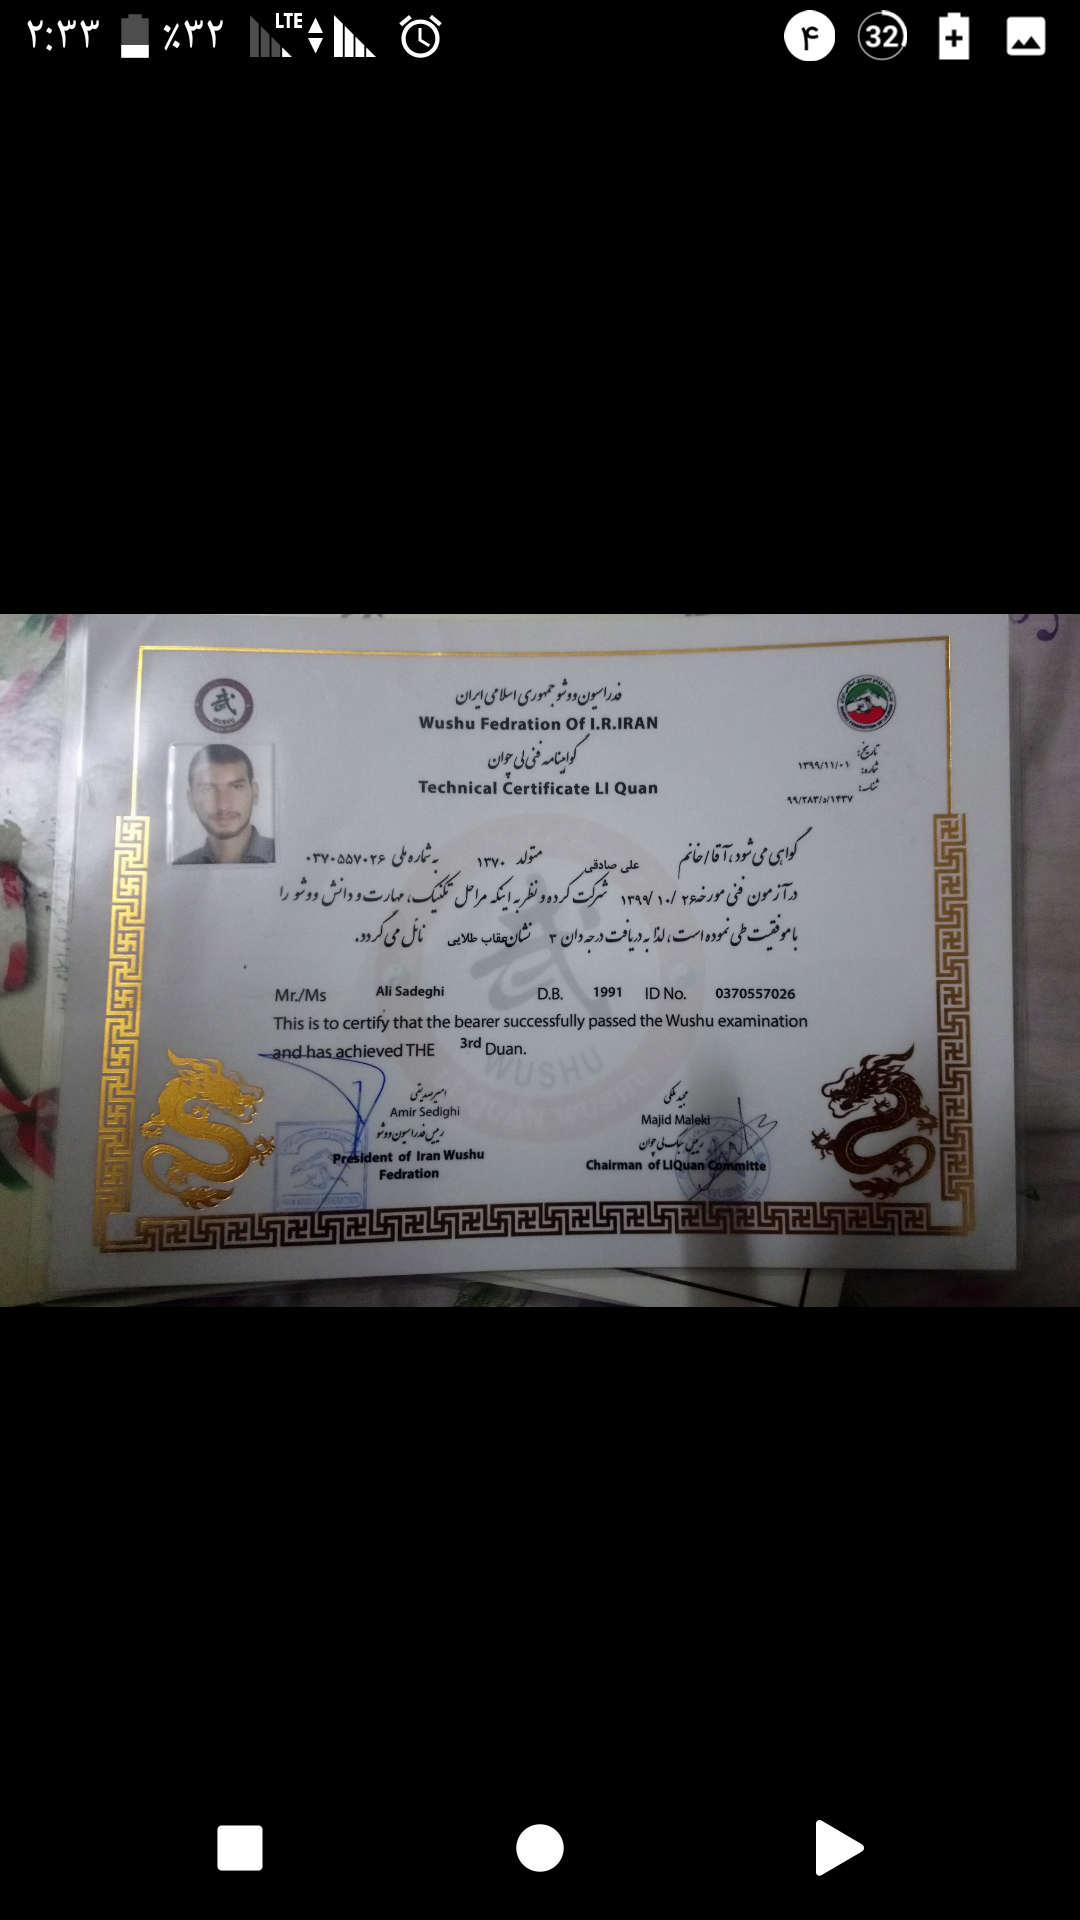 ۲:۳۳ ٪۳۲ LTE ۴ 32
فدراسیون ووشو جمهوری اسلامی ایران
Wushu Fedration Of I.R.IRAN
گواهینامه فنی لی چوان
Technical Certificate LI Quan
WUSHU
تاریخ:
۱۳۹۹/۱۱/۰۱
شماره:
۹۹/۲۸۳/د/۱۴۳۷
گواهی می شود، آقا/خانم علی صادقی متولد ۱۳۷۰ به شماره ملی ۰۳۷۰۵۵۷۰۲۶
در آزمون فنی مورخه ۲۶/ ۱۰/ ۱۳۹۹ شرکت کرده و نظر به اینکه مراحل تکنیک، مهارت و دانش ووشو را
با موفقیت طی نموده است، لذا به دریافت درجه دان ۳ نشان عقاب طلایی نائل می گردد.
Mr./Ms Ali Sadeghi D.B. 1991 ID No. 0370557026
This is to certify that the bearer successfully passed the Wushu examination
and has achieved THE 3rd Duan.
WUSHU
امیر صدیقی
Amir Sedighi
رییس فدراسیون ووشو
President of Iran Wushu
Fedration
مجید ملکی
Majid Maleki
رییس سبک لی چوان
Chairman of LIQuan Committe